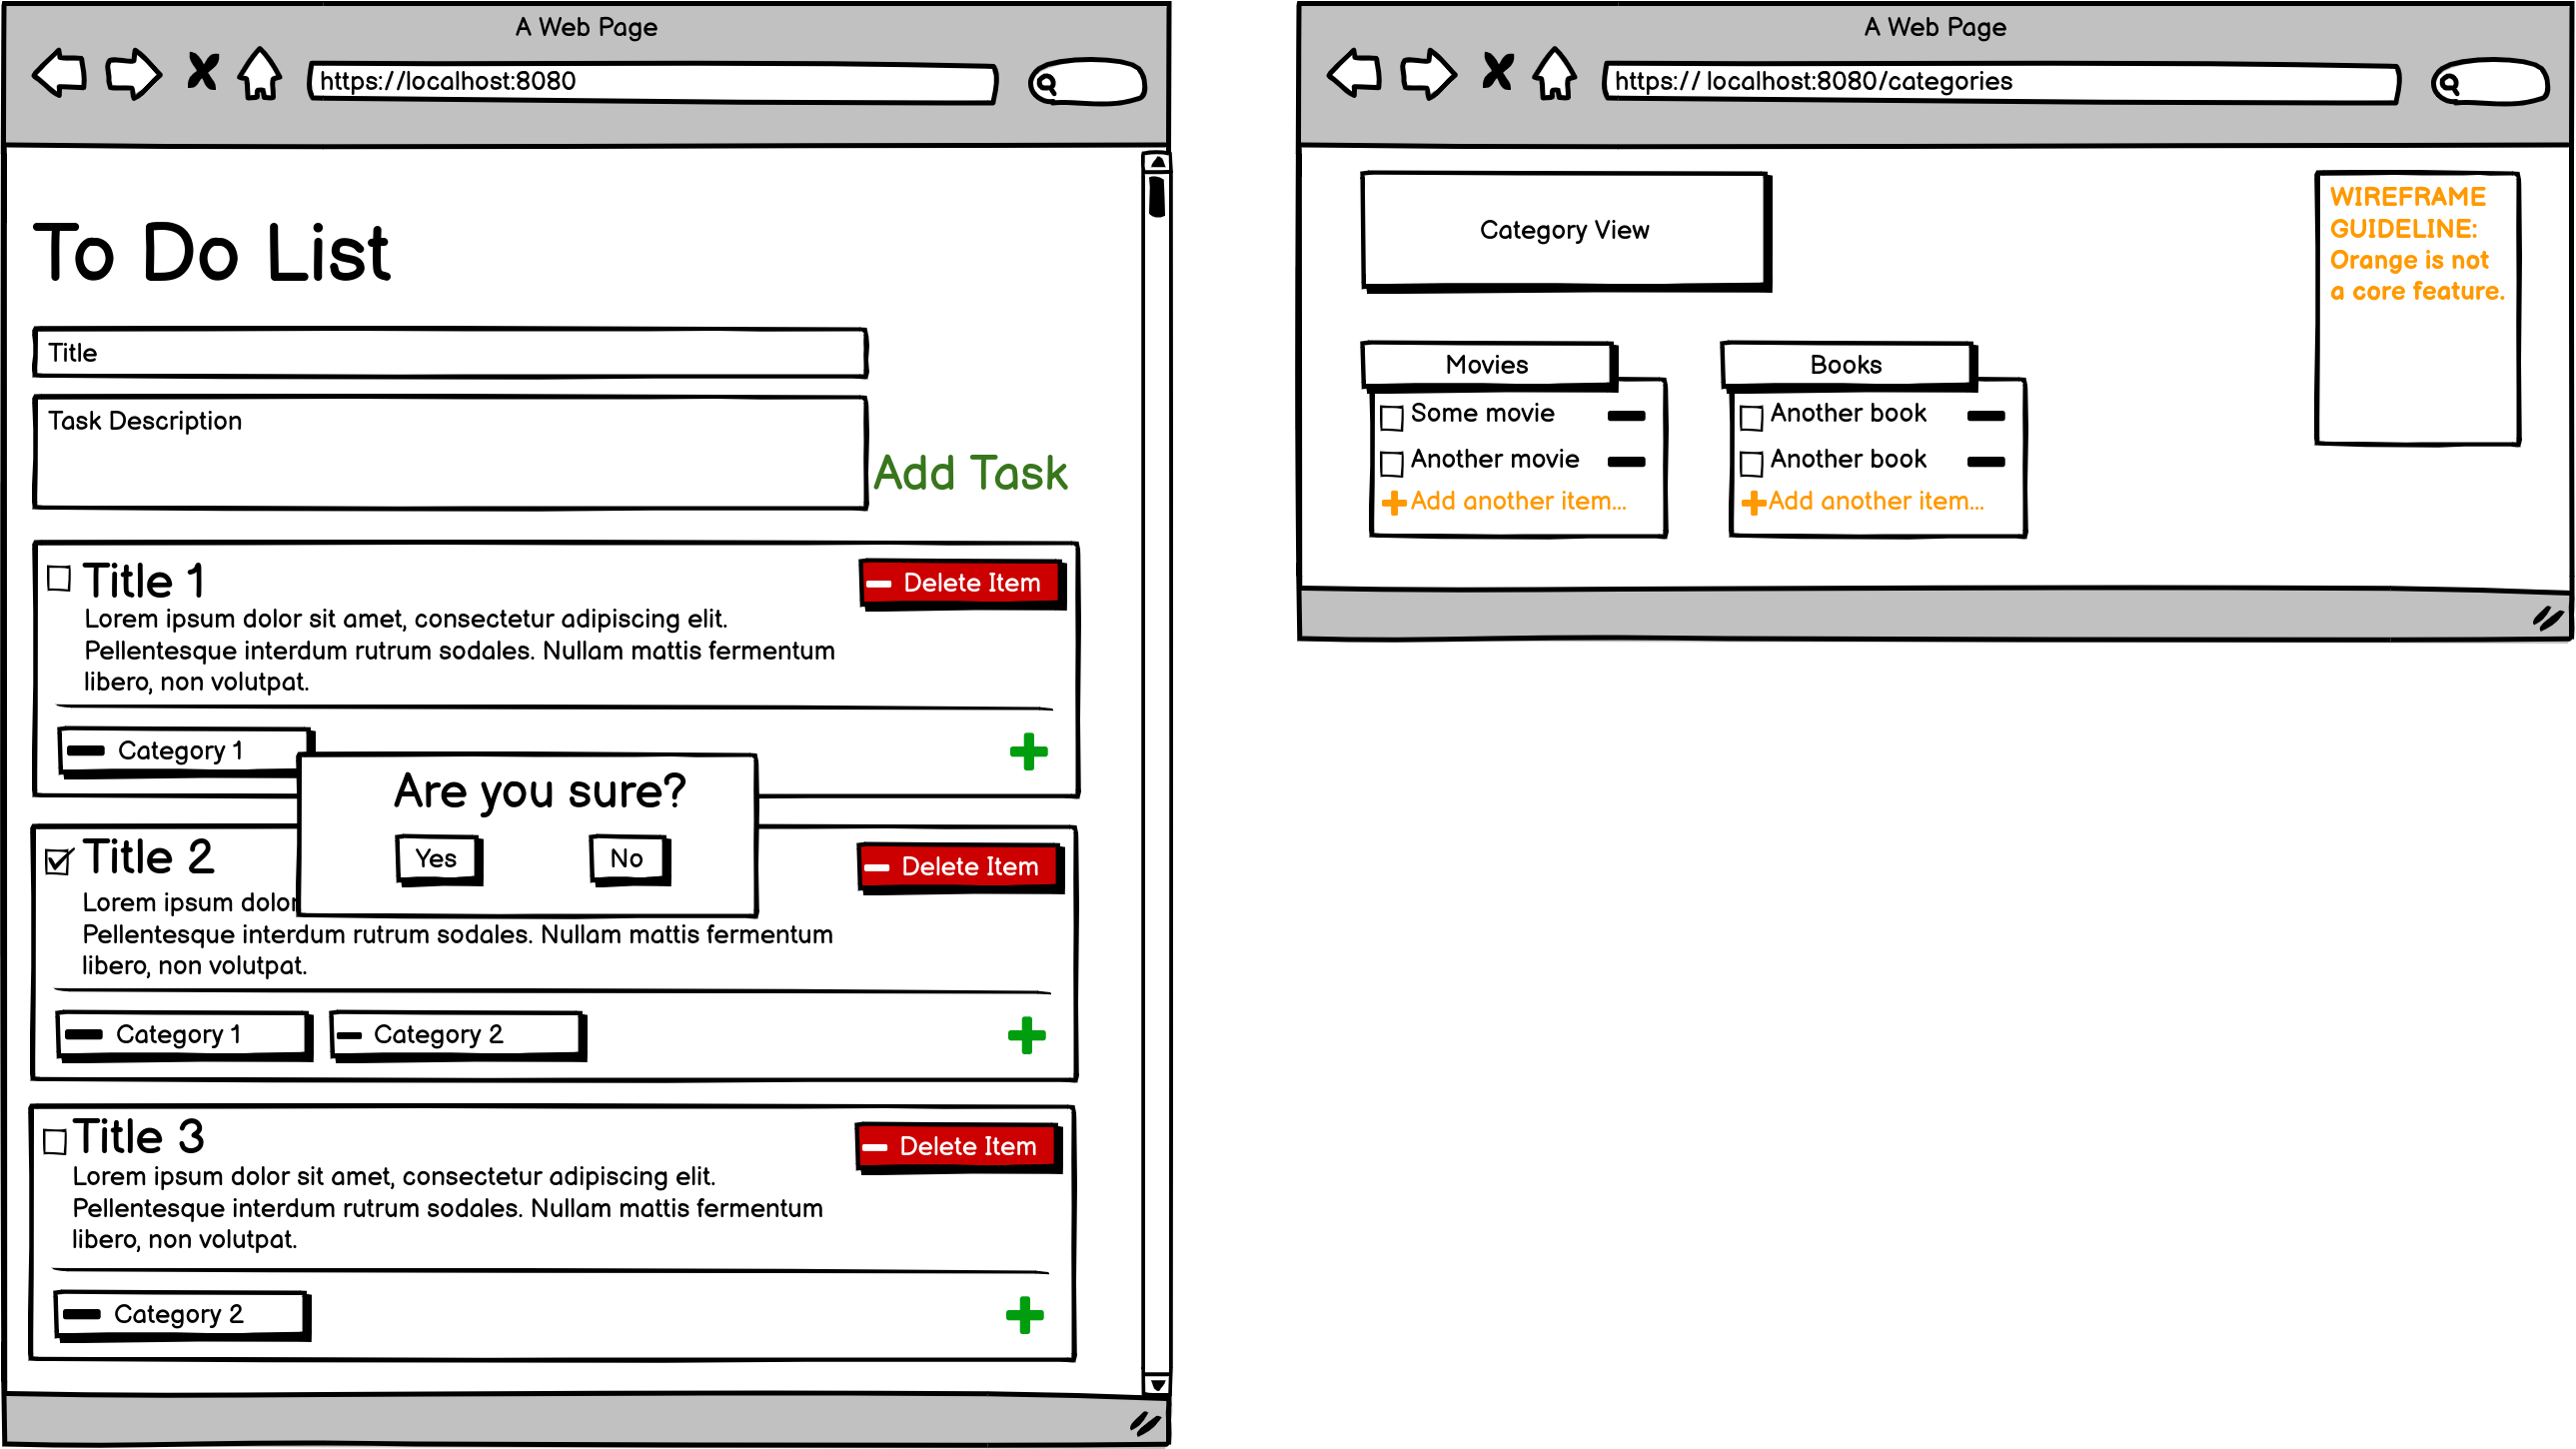 A Web Page
https://localhost:8080
To Do List
Title
Task Description
Add Task
Title 1
Delete Item
Lorem ipsum dolor sit amet, consectetur adipiscing elit.
Pellentesque interdum rutrum sodales. Nullam mattis fermentum
libero, non volutpat.
Category 1
Are you sure?
Yes
No
Title 2
Delete Item
Lorem ipsum dolor
Pellentesque interdum rutrum sodales. Nullam mattis fermentum
libero, non volutpat.
Category 1
Category 2
Title 3
Delete Item
Lorem ipsum dolor sit amet, consectetur adipiscing elit.
Pellentesque interdum rutrum sodales. Nullam mattis fermentum
libero, non volutpat.
Category 2
A Web Page
https:// localhost:8080/categories
Category View
WIREFRAME
GUIDELINE:
Orange is not
a core feature.
Movies
Some movie
Another movie
Add another item...
Books
Another book
Another book
Add another item...